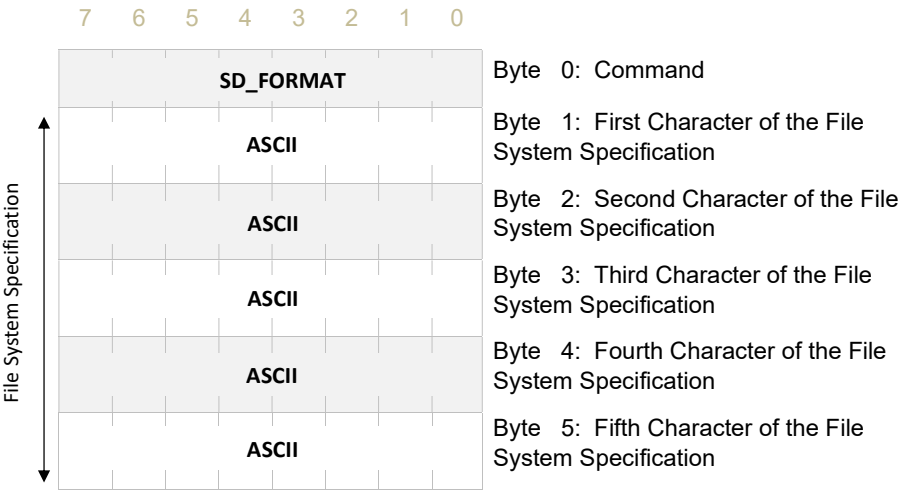 7 6 5 4 3 2 1 0
SD_FORMAT
Byte 0: Command
ASCII
Byte 1: First Character of the File
System Specification
ASCII
Byte 2: Second Character of the File
System Specification
ASCII
Byte 3: Third Character of the File
System Specification
ASCII
Byte 4: Fourth Character of the File
System Specification
ASCII
Byte 5: Fifth Character of the File
System Specification
File System Specification